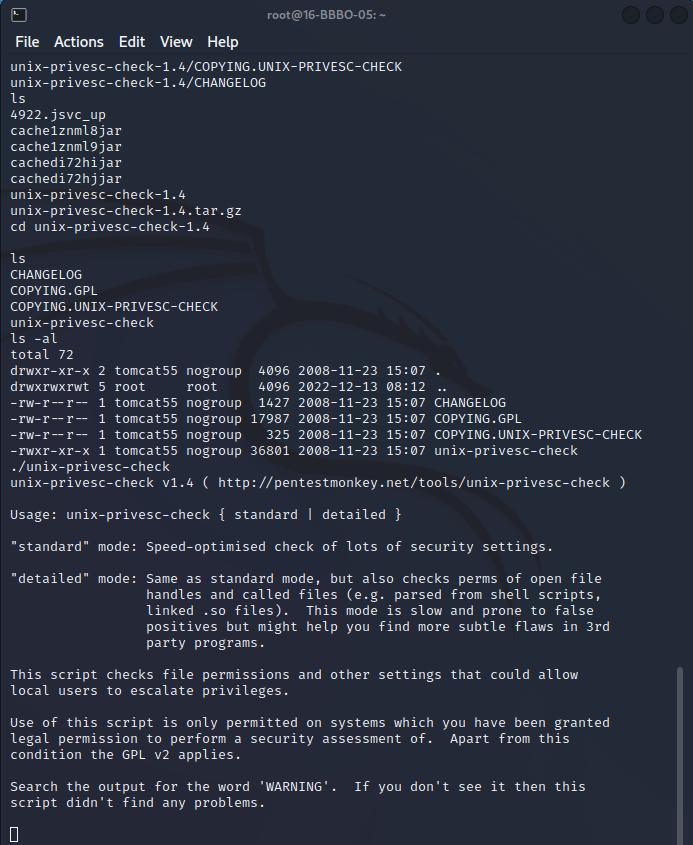 root@16-BBBO-05: ~
File Actions Edit View Help
unix-privesc-check-1.4/COPYING.UNIX-PRIVESC-CHECK
unix-privesc-check-1.4/CHANGELOG
ls
4922.jsvc_up
cache1znml8jar
cache1znml9jar
cachedi72hijar
cachedi72hjjar
unix-privesc-check-1.4
unix-privesc-check-1.4.tar.gz
cd unix-privesc-check-1.4
ls
CHANGELOG
COPYING.GPL
COPYING.UNIX-PRIVESC-CHECK
unix-privesc-check
ls -al
total 72
drwxr-xr-x 2 tomcat55 nogroup  4096 2008-11-23 15:07 .
drwxrwxrwt 5 root     root     4096 2022-12-13 08:12 ..
-rw-r--r-- 1 tomcat55 nogroup  1427 2008-11-23 15:07 CHANGELOG
-rw-r--r-- 1 tomcat55 nogroup 17987 2008-11-23 15:07 COPYING.GPL
-rw-r--r-- 1 tomcat55 nogroup   325 2008-11-23 15:07 COPYING.UNIX-PRIVESC-CHECK
-rwxr-xr-x 1 tomcat55 nogroup 36801 2008-11-23 15:07 unix-privesc-check
./unix-privesc-check
unix-privesc-check v1.4 ( http://pentestmonkey.net/tools/unix-privesc-check )
Usage: unix-privesc-check { standard | detailed }
"standard" mode: Speed-optimised check of lots of security settings.
"detailed" mode: Same as standard mode, but also checks perms of open file
handles and called files (e.g. parsed from shell scripts,
linked .so files).  This mode is slow and prone to false
positives but might help you find more subtle flaws in 3rd
party programs.
This script checks file permissions and other settings that could allow
local users to escalate privileges.
Use of this script is only permitted on systems which you have been granted
legal permission to perform a security assessment of.  Apart from this
condition the GPL v2 applies.
Search the output for the word 'WARNING'.  If you don't see it then this
script didn't find any problems.